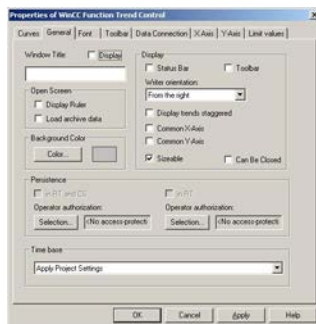 Properties of WinCC Function Trend Control
Curves General Font Toolbar Data Connection X Axis Y-Axis Limit values
Window Title: Display
Display
Status Bar Toolbar
Writer orientation:
From the right
Open Screen
Display Ruler
Load archive data
Display trends staggered
Common X-Axis
Common Y-Axis
Background Color
Color...
Sizeable Can Be Closed
Persistence
in RT and CS in RT
Operator authorization: Operator authorization:
Selection... <No access-protecti Selection... <No access-protecti
Time base
Apply Project Settings
OK Cancel Apply Help